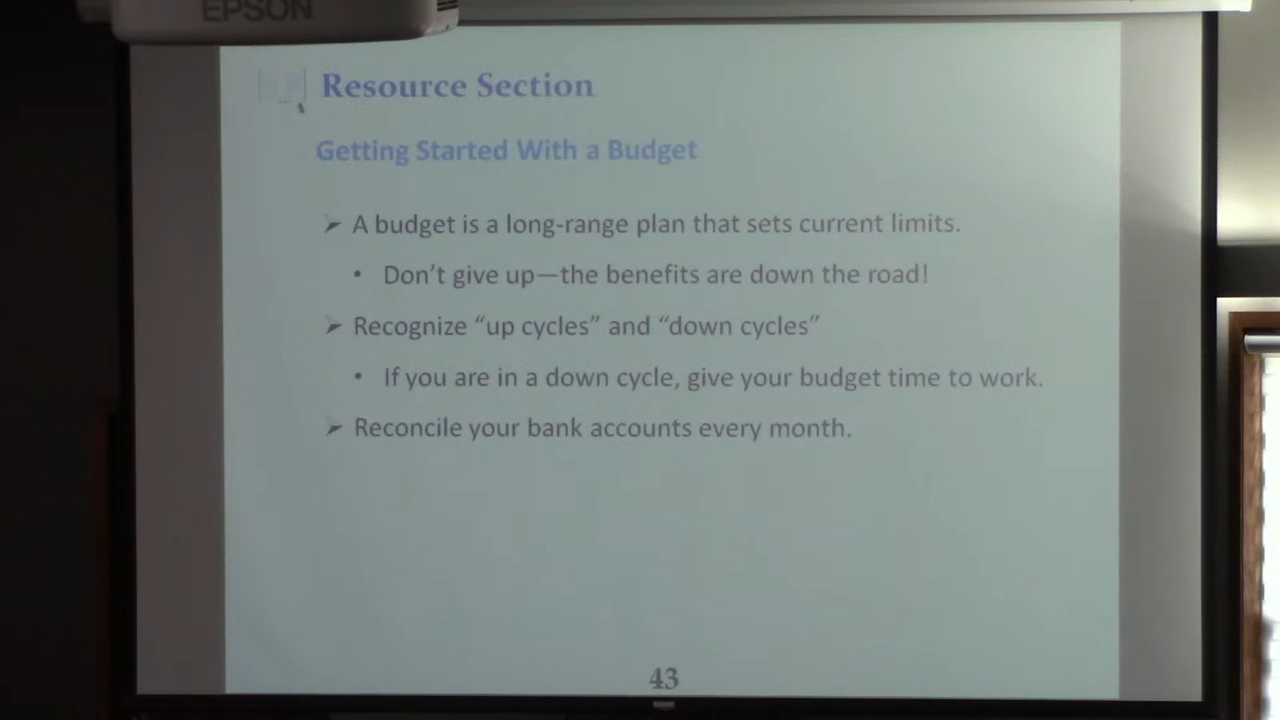 EPSON
Resource Section
Getting Started With a Budget
➤ A budget is a long-range plan that sets current limits.
• Don’t give up—the benefits are down the road!
➤ Recognize “up cycles” and “down cycles”
• If you are in a down cycle, give your budget time to work.
➤ Reconcile your bank accounts every month.
43